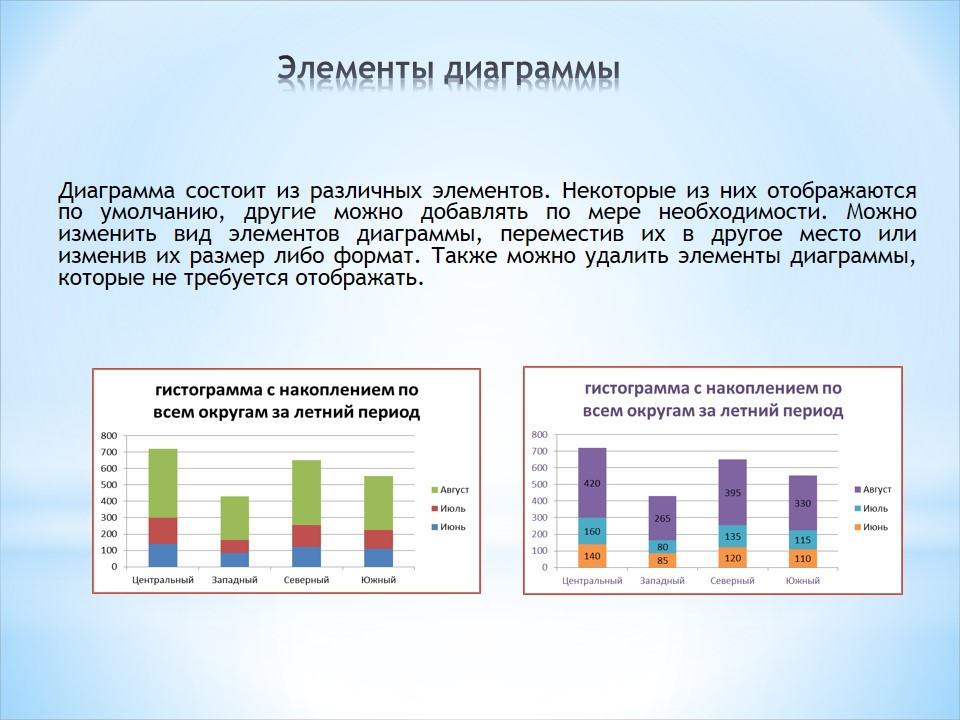 Элементы диаграммы
Диаграмма состоит из различных элементов. Некоторые из них отображаются
по умолчанию, другие можно добавлять по мере необходимости. Можно
изменить вид элементов диаграммы, переместив их в другое место или
изменив их размер либо формат. Также можно удалить элементы диаграммы,
которые не требуется отображать.
гистограмма с накоплением по
всем округам за летний период
800
700
600
500
400
300
200
100
0
Центральный Западный Северный Южный
Август
Июль
Июнь
гистограмма с накоплением по
всем округам за летний период
800
700
600
500
400
300
200
100
0
420 265 395 330
160 80 135 115
140 85 120 110
Центральный Западный Северный Южный
Август
Июль
Июнь